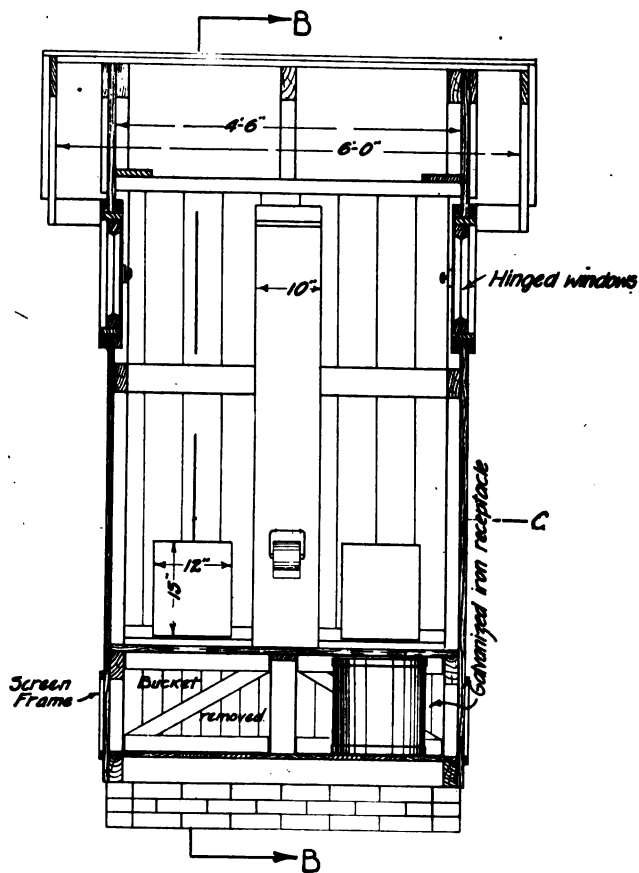 B
4'-6"
6'-0"
10"
Hinged windows
C
Galvanized iron receptacle
12"
15"
Screen
Frame
Bucket
removed.
B